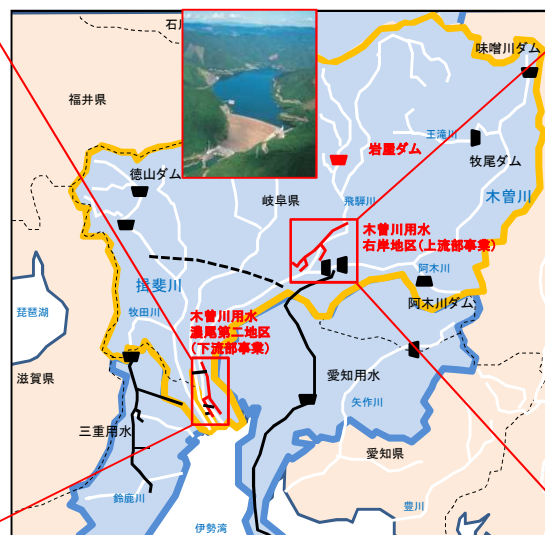 石川
味噌川ダム
福井県
王滝川
岩屋ダム
牧尾ダム
徳山ダム
岐阜県
飛騨川
木曽川
木曽川用水
右岸地区(上流部事業)
揖斐川
阿木川
阿木川ダム
琵琶湖
牧田川
木曽川用水
濃尾第二地区
(下流部事業)
滋賀県
愛知用水
矢作川
三重用水
愛知県
鈴鹿川
豊川
伊勢湾